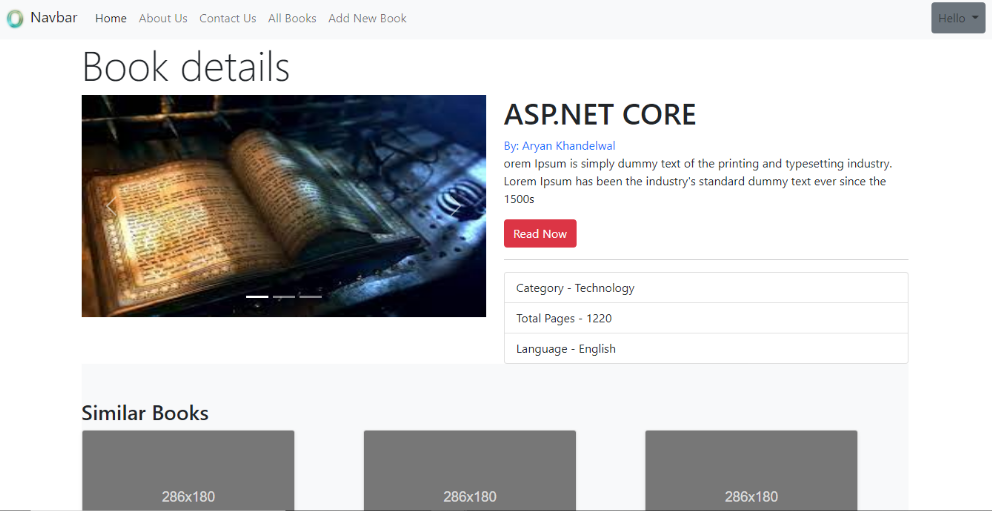 Navbar Home About Us Contact Us All Books Add New Book Hello
Book details
ASP.NET CORE
By: Aryan Khandelwal
orem Ipsum is simply dummy text of the printing and typesetting industry.
Lorem Ipsum has been the industry's standard dummy text ever since the
1500s
Read Now
Category - Technology
Total Pages - 1220
Language - English
Similar Books
286x180 286x180 286x180